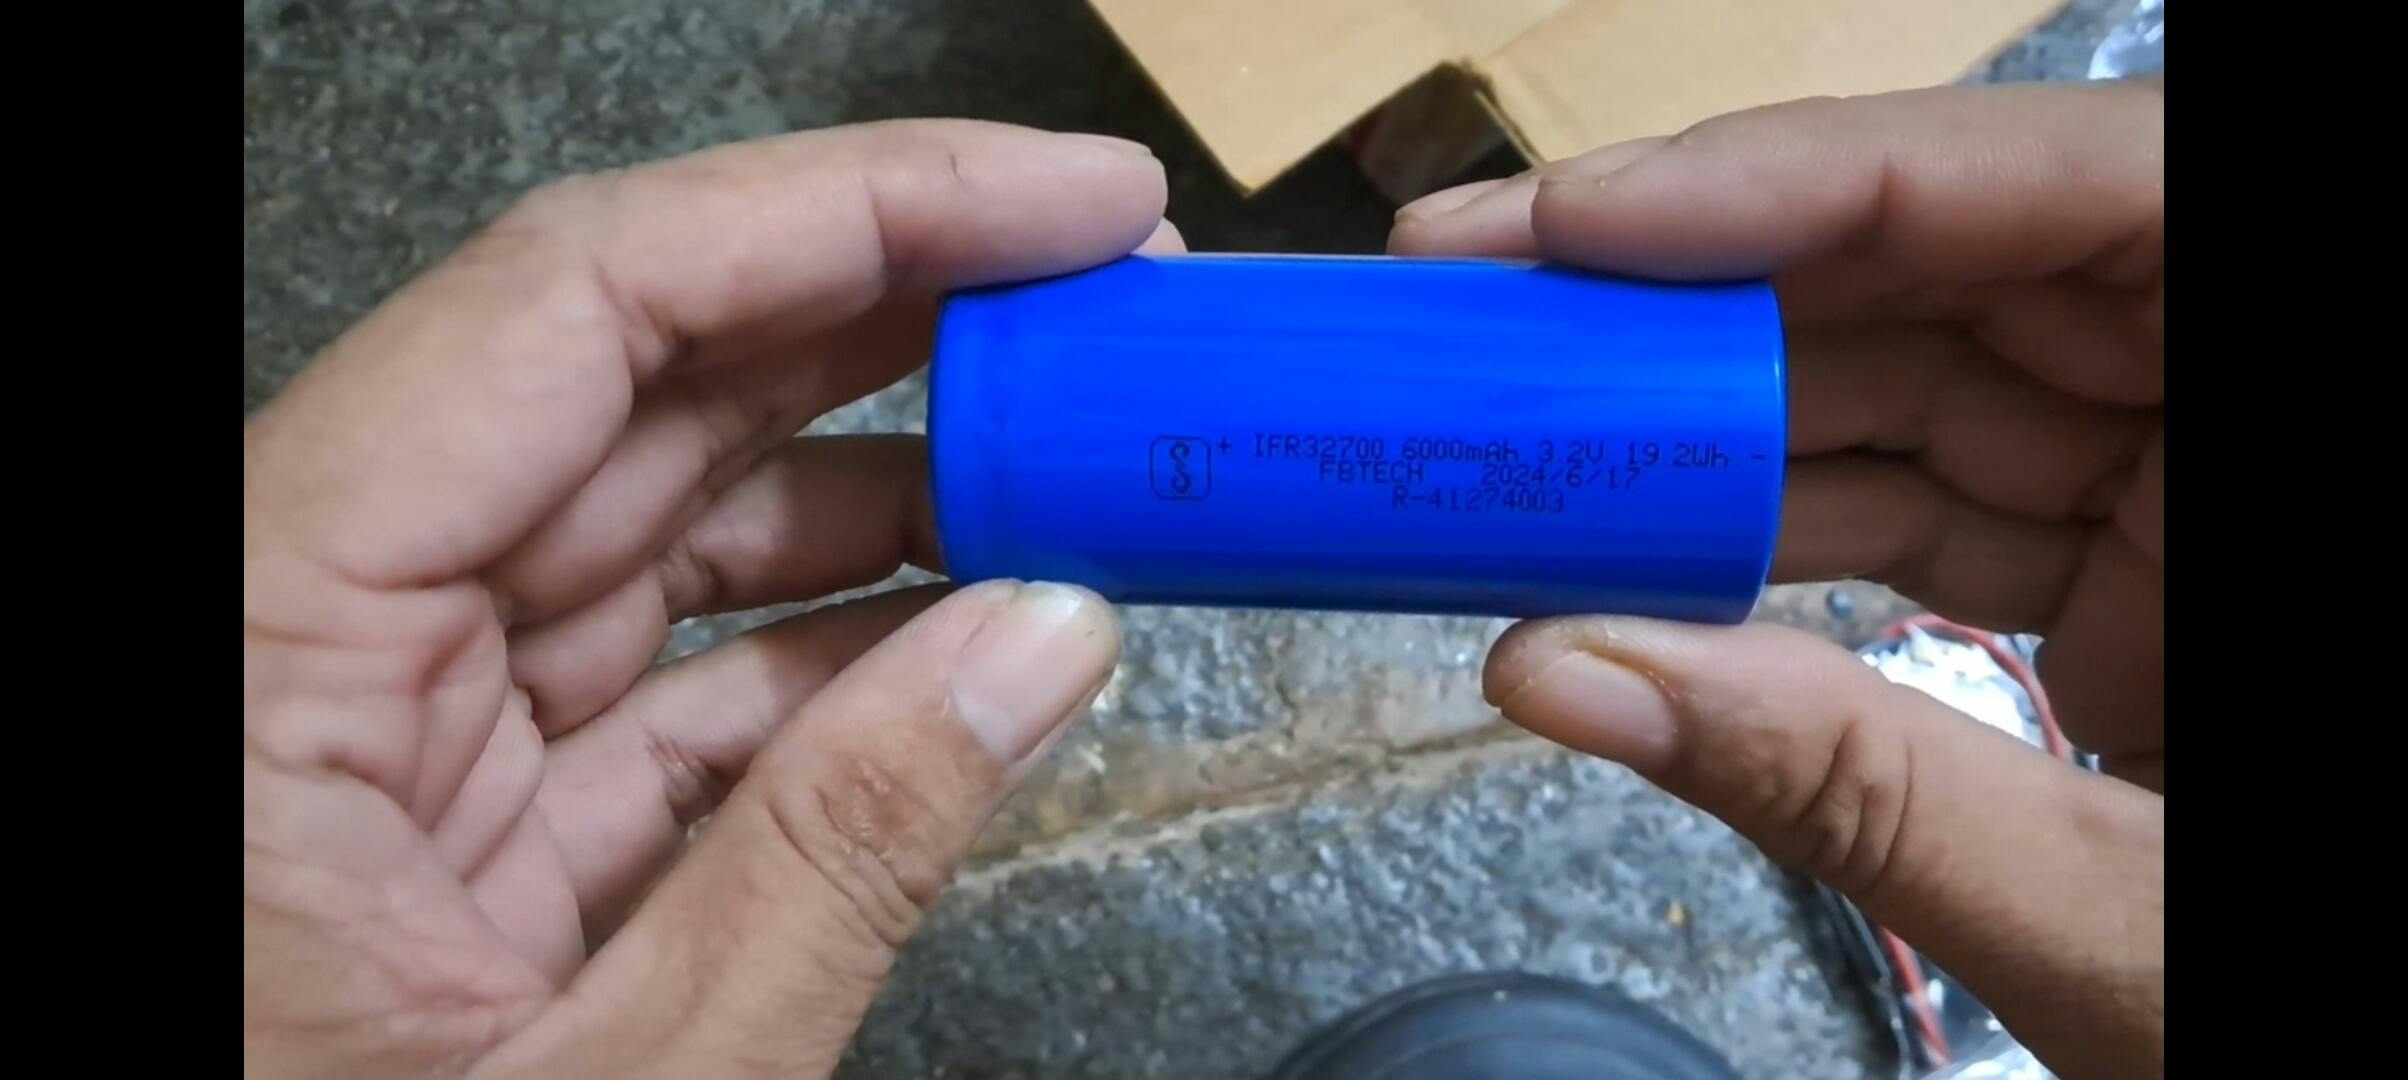 + IFR32700 6000mAh 3.2V 19.2Wh -
FBTECH 2024/6/17
R-41274003